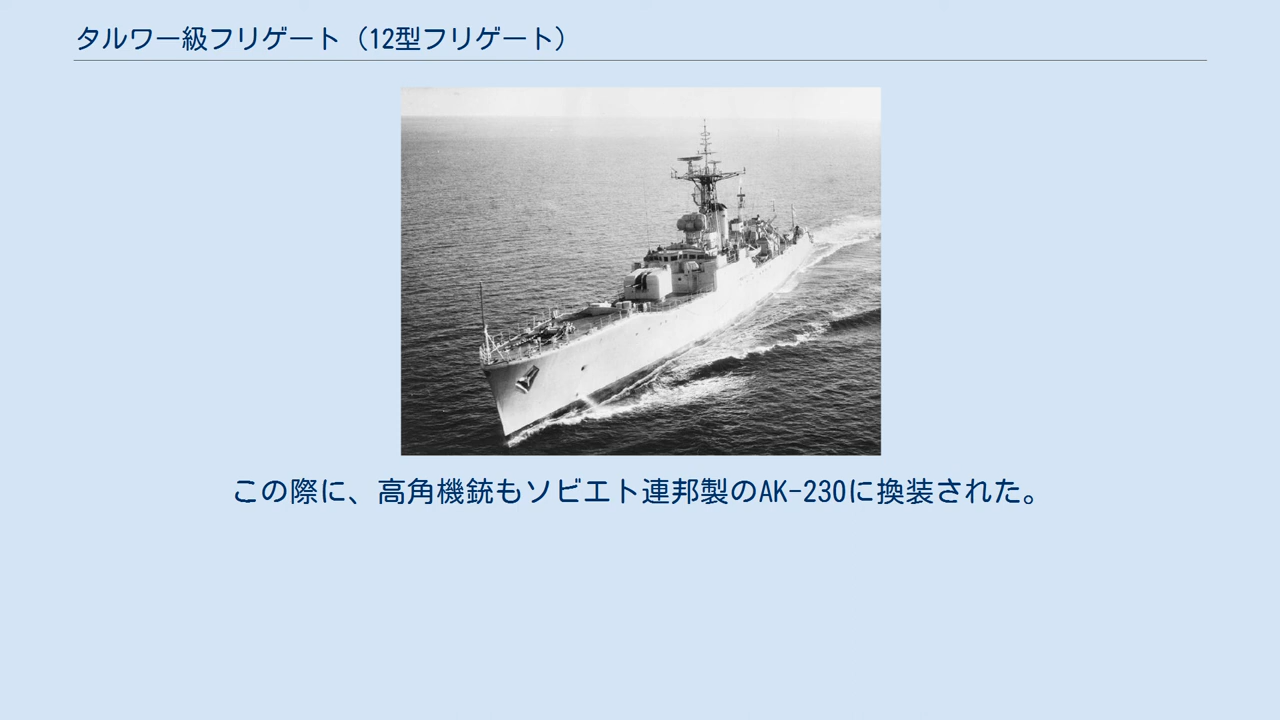 タルワー級フリゲート（12型フリゲート）
この際に、高角機銃もソビエト連邦製のAK-230に換装された。